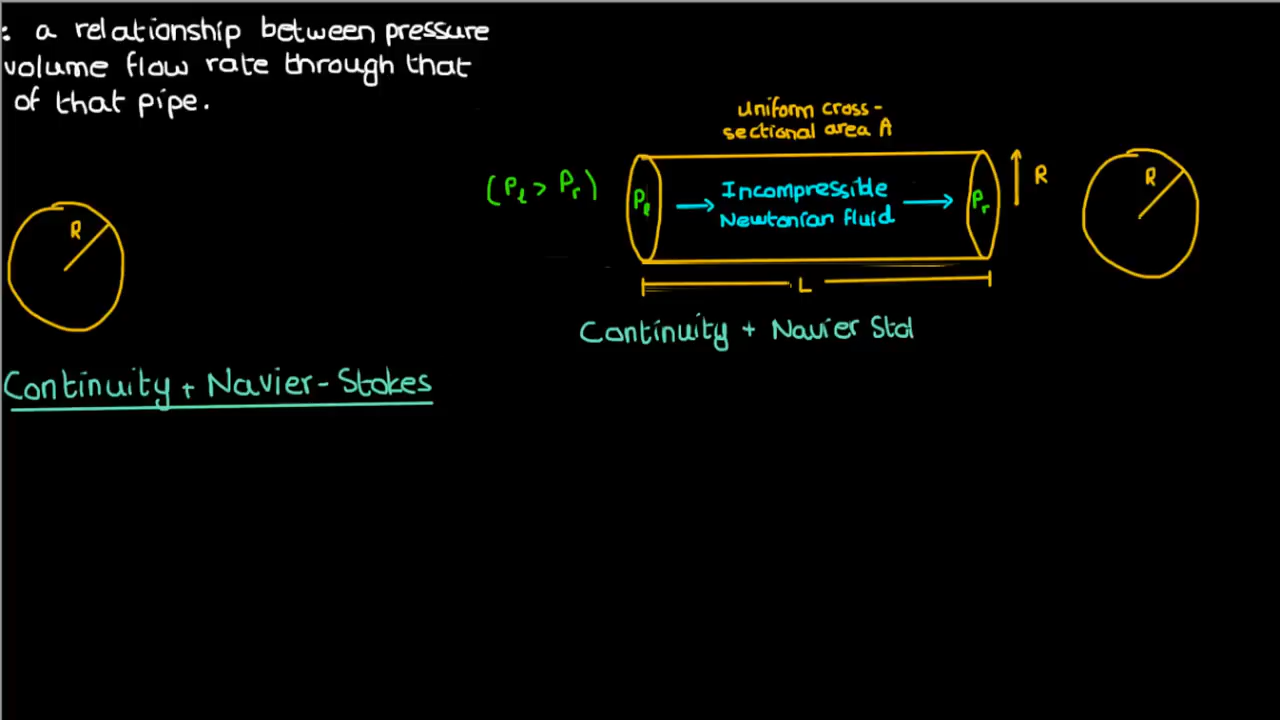 : a relationship between pressure
volume flow rate through that
of that pipe.
uniform cross-
sectional area A
(Pl > Pr)
Pl
Incompressible
Newtonian fluid
Pr
R
R
R
L
Continuity + Navier Sto
Continuity + Navier-Stokes